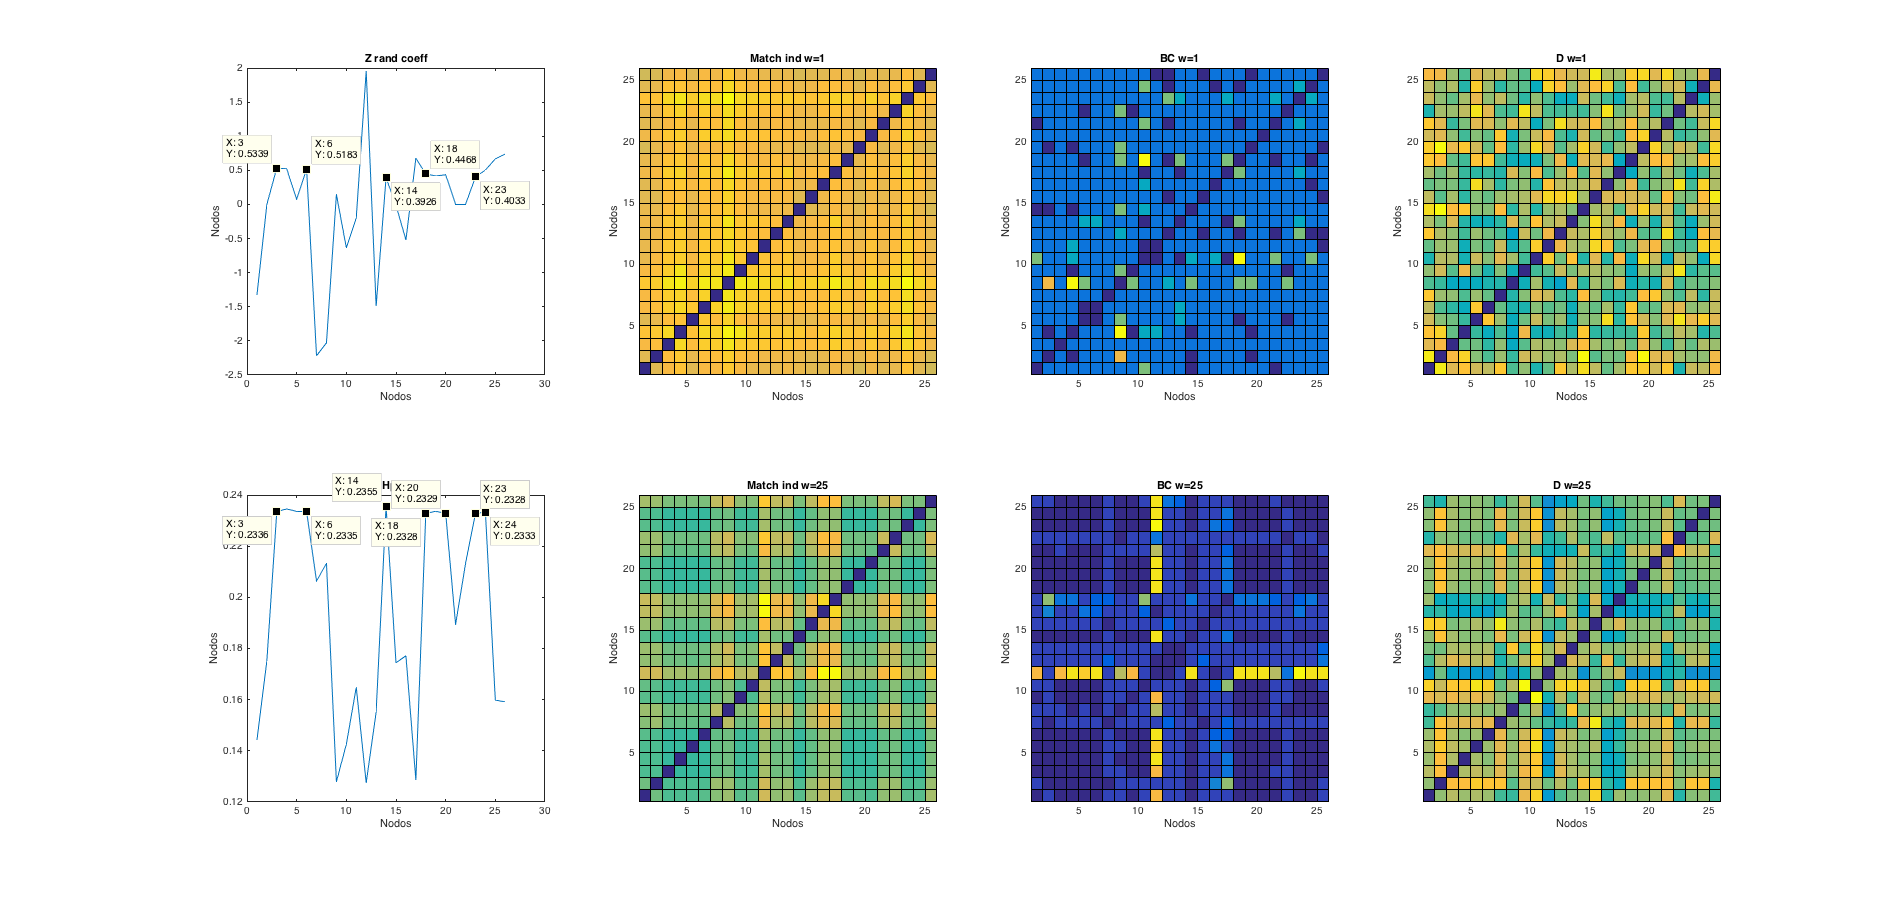 Z rand coeff
2
1.5
1
0.5
0
-0.5
-1
-1.5
-2
-2.5
0
5
10
15
20
25
30
Nodos
Nodos
X: 3
Y: 0.5339
X: 6
Y: 0.5183
X: 14
Y: 0.3926
X: 18
Y: 0.4468
X: 23
Y: 0.4033
Match ind w=1
25
20
15
10
5
5
10
15
20
25
Nodos
Nodos
BC w=1
25
20
15
10
5
5
10
15
20
25
Nodos
Nodos
D w=1
25
20
15
10
5
5
10
15
20
25
Nodos
Nodos
H
0.24
0.22
0.2
0.18
0.16
0.14
0.12
0
5
10
15
20
25
30
Nodos
Nodos
X: 3
Y: 0.2336
X: 6
Y: 0.2335
X: 14
Y: 0.2355
X: 18
Y: 0.2328
X: 20
Y: 0.2329
X: 23
Y: 0.2328
X: 24
Y: 0.2333
Match ind w=25
25
20
15
10
5
5
10
15
20
25
Nodos
Nodos
BC w=25
25
20
15
10
5
5
10
15
20
25
Nodos
Nodos
D w=25
25
20
15
10
5
5
10
15
20
25
Nodos
Nodos